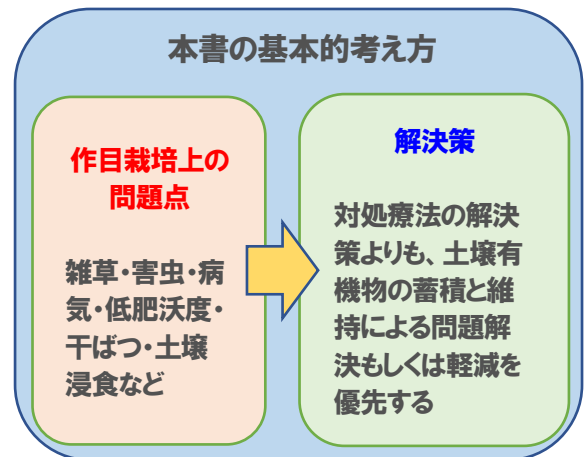 本書の基本的考え方
作目栽培上の
問題点
雑草・害虫・病
気・低肥沃度・
干ばつ・土壌
浸食など
解決策
対処療法の解決
策よりも、土壌有
機物の蓄積と維
持による問題解
決もしくは軽減を
優先する